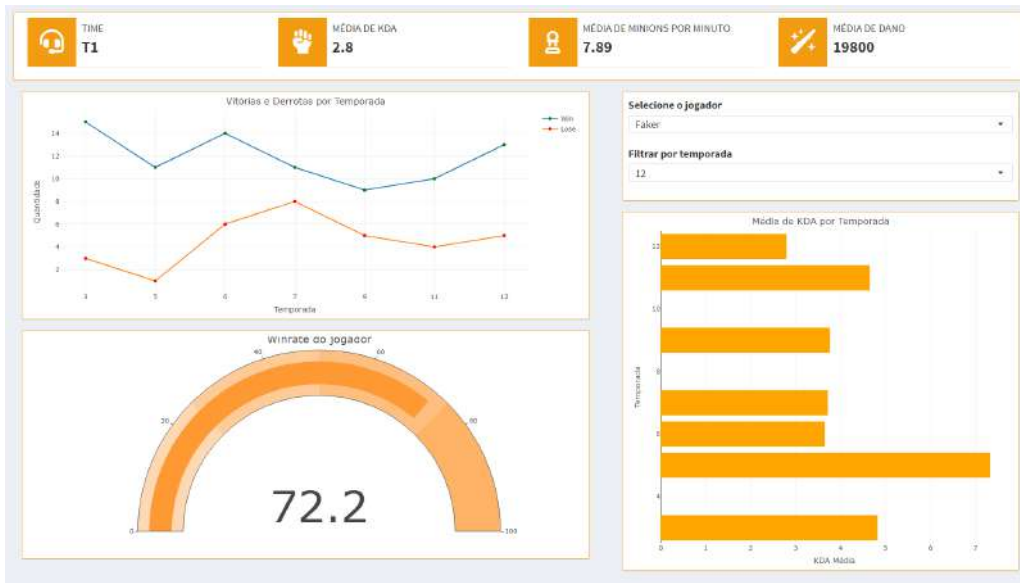 TIME
T1
MÉDIA DE KDA
2.8
MÉDIA DE MINIONS POR MINUTO
7.89
MÉDIA DE DANO
19800
Vitórias e Derrotas por Temporada
Win
Lose
Quantidade
14
12
10
8
6
4
2
3
5
6
7
9
11
12
Temporada
Selecione o jogador
Faker
Filtrar por temporada
12
Winrate do jogador
0
20
40
60
80
100
72.2
Média de KDA por Temporada
Temporada
12
10
8
6
4
0
1
2
3
4
5
6
7
KDA Média